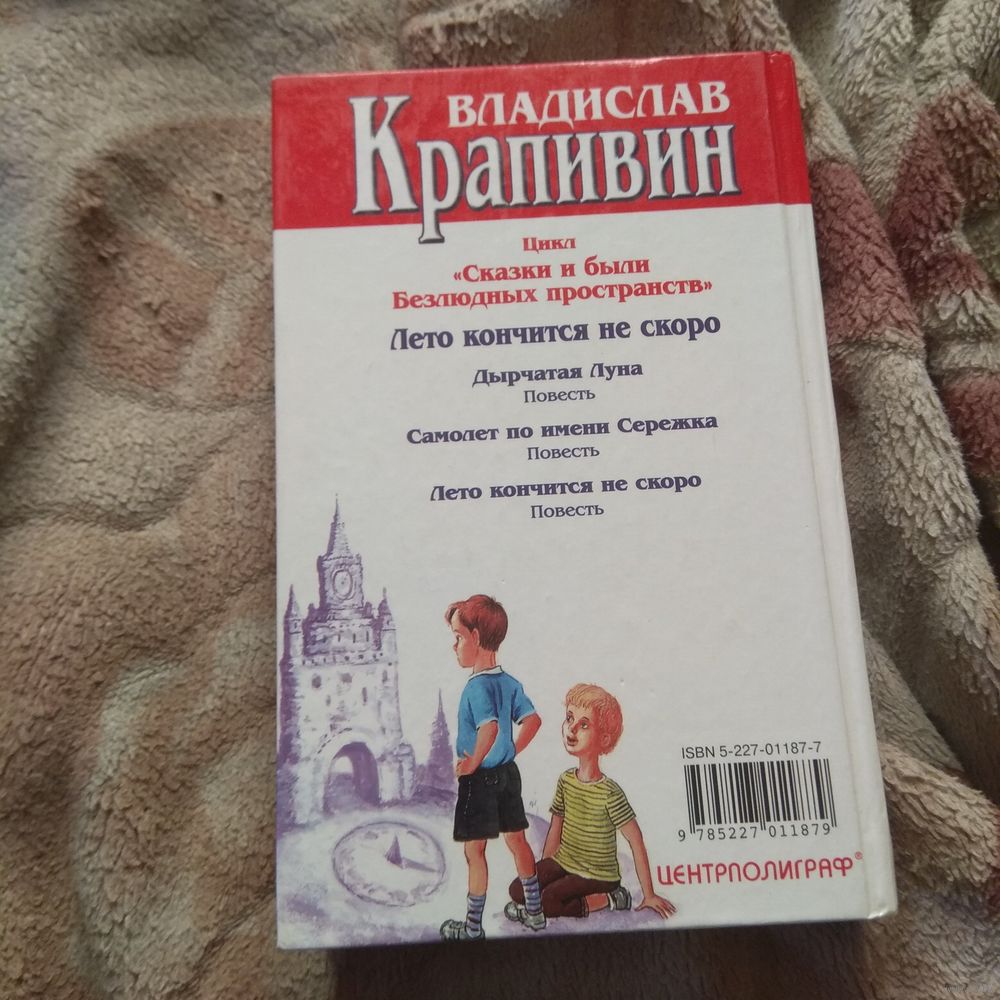 ВЛАДИСЛАВ
Крапивин
Цикл
«Сказки и были
Безлюдных пространств»
Лето кончится не скоро
Дырчатая Луна
Повесть
Самолет по имени Сережка
Повесть
Лето кончится не скоро
Повесть
ISBN 5-227-01187-7
9 785227 011879
ЦЕНТРПОЛИГРАФ®